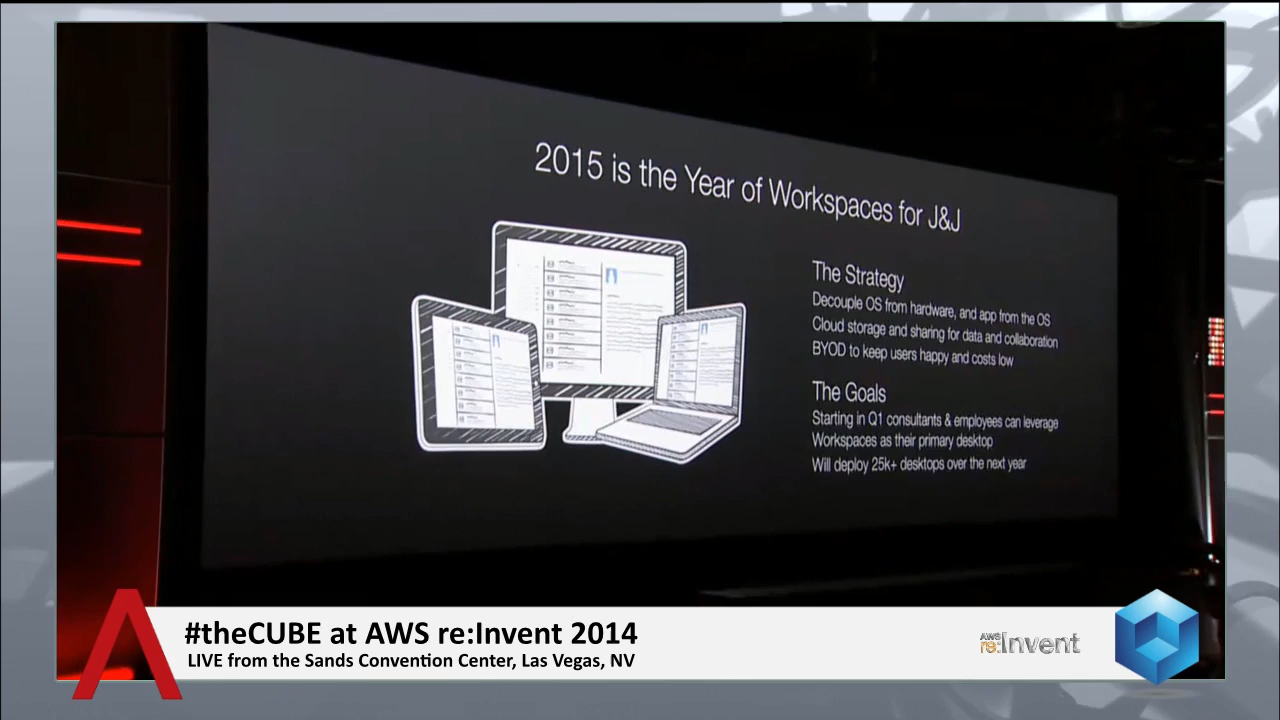 2015 is the Year of Workspaces for J&J
The Strategy
Decouple OS from hardware, and app from the OS
Cloud storage and sharing for data and collaboration
BYOD to keep users happy and costs low
The Goals
Starting in Q1 consultants & employees can leverage
Workspaces as their primary desktop
Will deploy 25k+ desktops over the next year
#theCUBE at AWS re:Invent 2014
LIVE from the Sands Convention Center, Las Vegas, NV
AWS
re:Invent